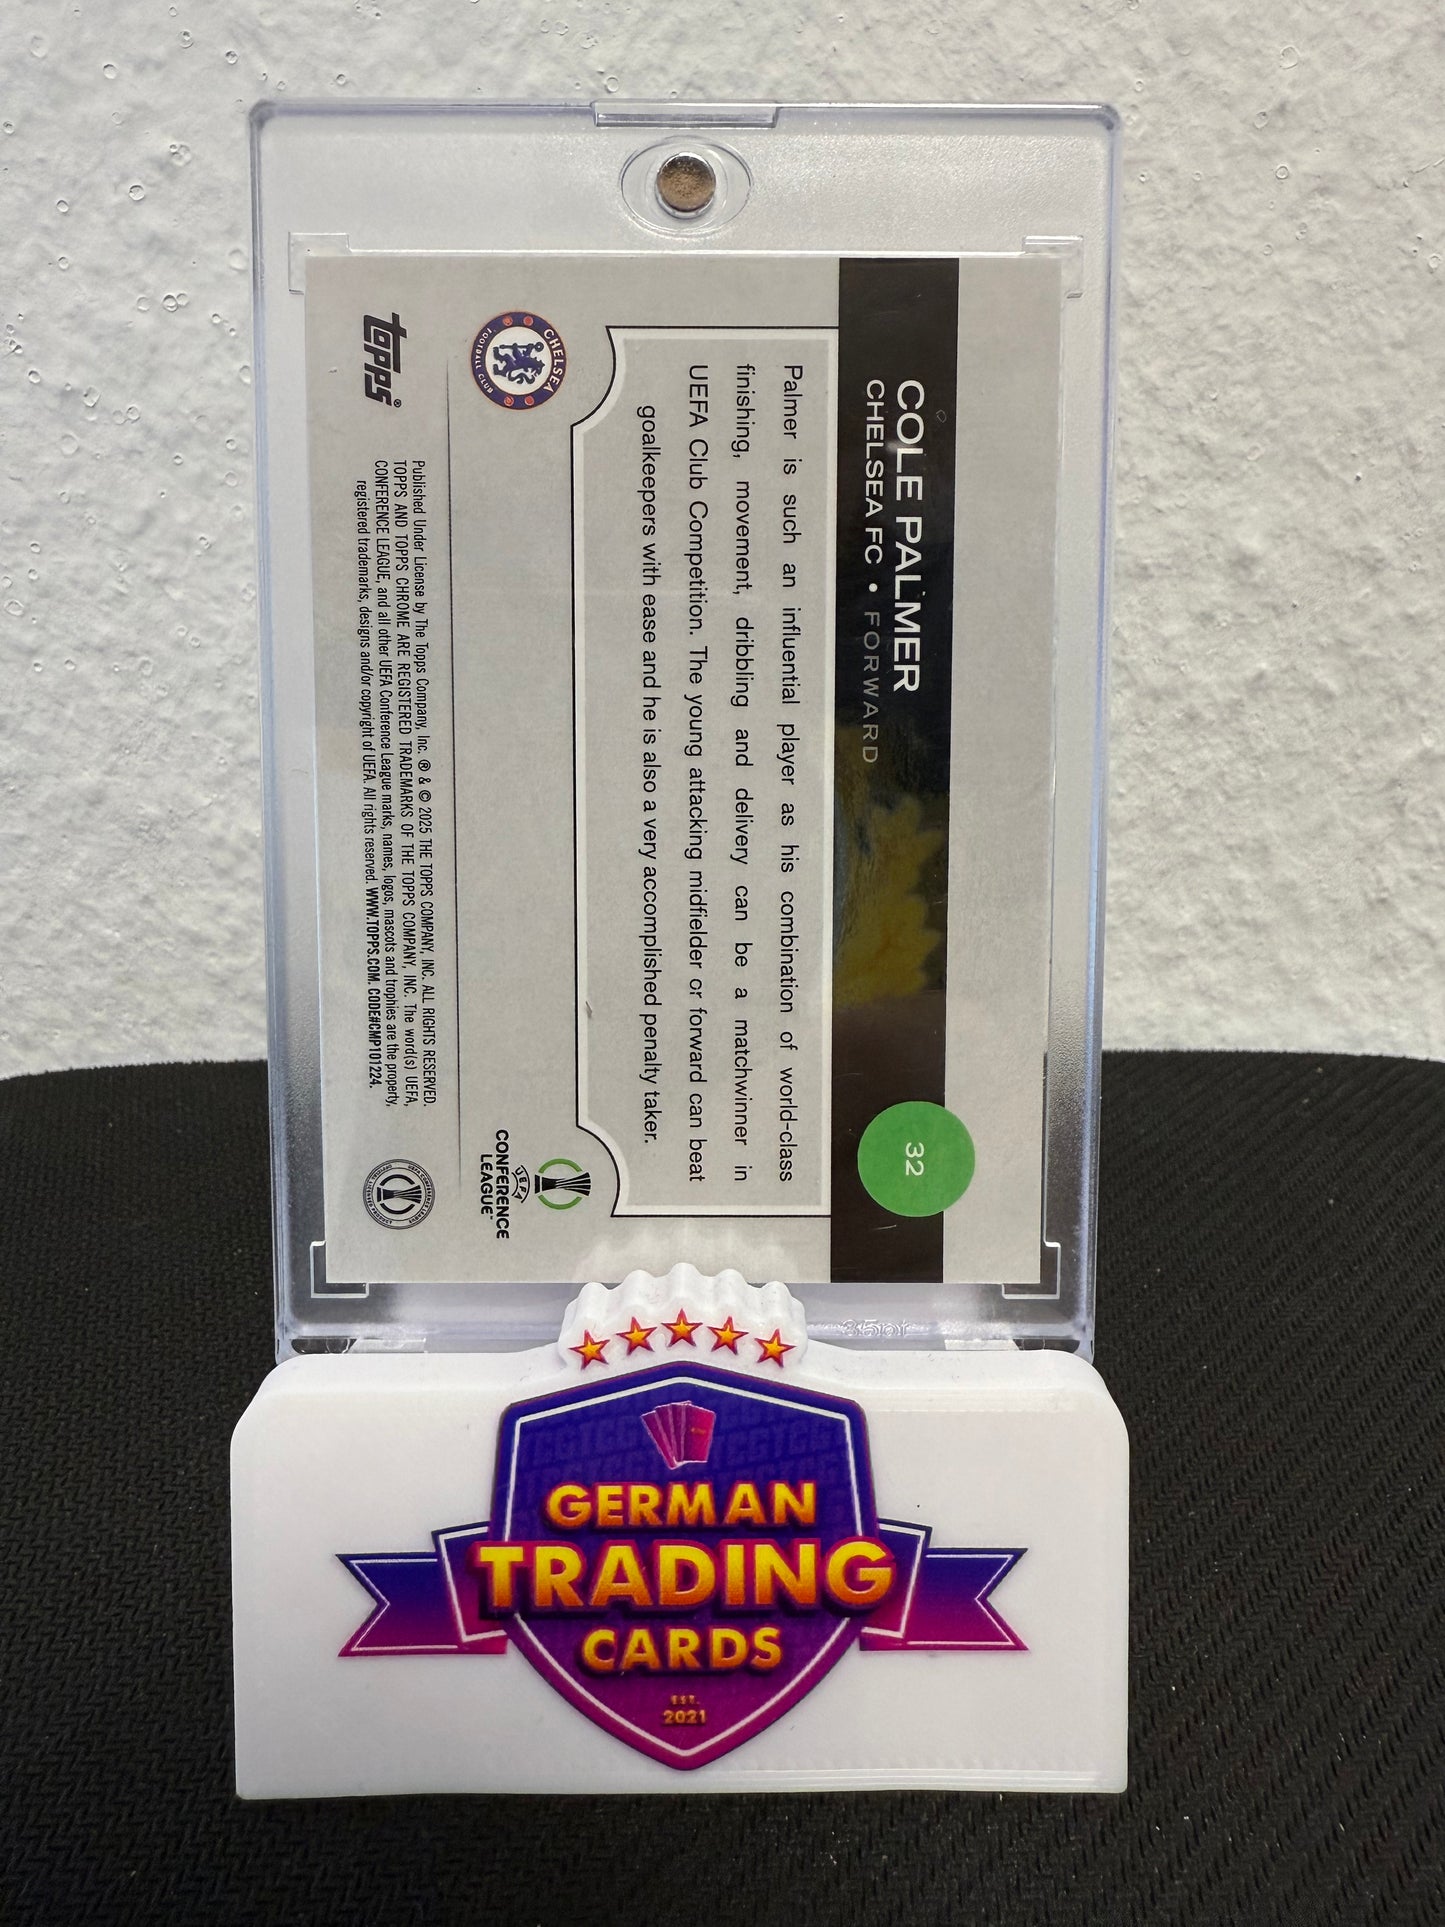 COLE PALMER
CHELSEA FC • FORWARD
32
Palmer is such an influential player as his combination of world-class
finishing, movement, dribbling and delivery can be a matchwinner in
UEFA Club Competition. The young attacking midfielder or forward can beat
goalkeepers with ease and he is also a very accomplished penalty taker.
CHELSEA
FOOTBALL CLUB
UEFA
CONFERENCE
LEAGUE™
topps®
Published Under License by The Topps Company, Inc. ® & © 2025 THE TOPPS COMPANY, INC. ALL RIGHTS RESERVED.
TOPPS AND TOPPS CHROME ARE REGISTERED TRADEMARKS OF THE TOPPS COMPANY, INC. The word(s) UEFA,
CONFERENCE LEAGUE, and all other UEFA Conference League marks, names, logos, mascots and trophies are the property,
registered trademarks, designs and/or copyright of UEFA. All rights reserved. WWW.TOPPS.COM. CODE#CMP101224.
35pt
GERMAN
TRADING
CARDS
EST.
2021